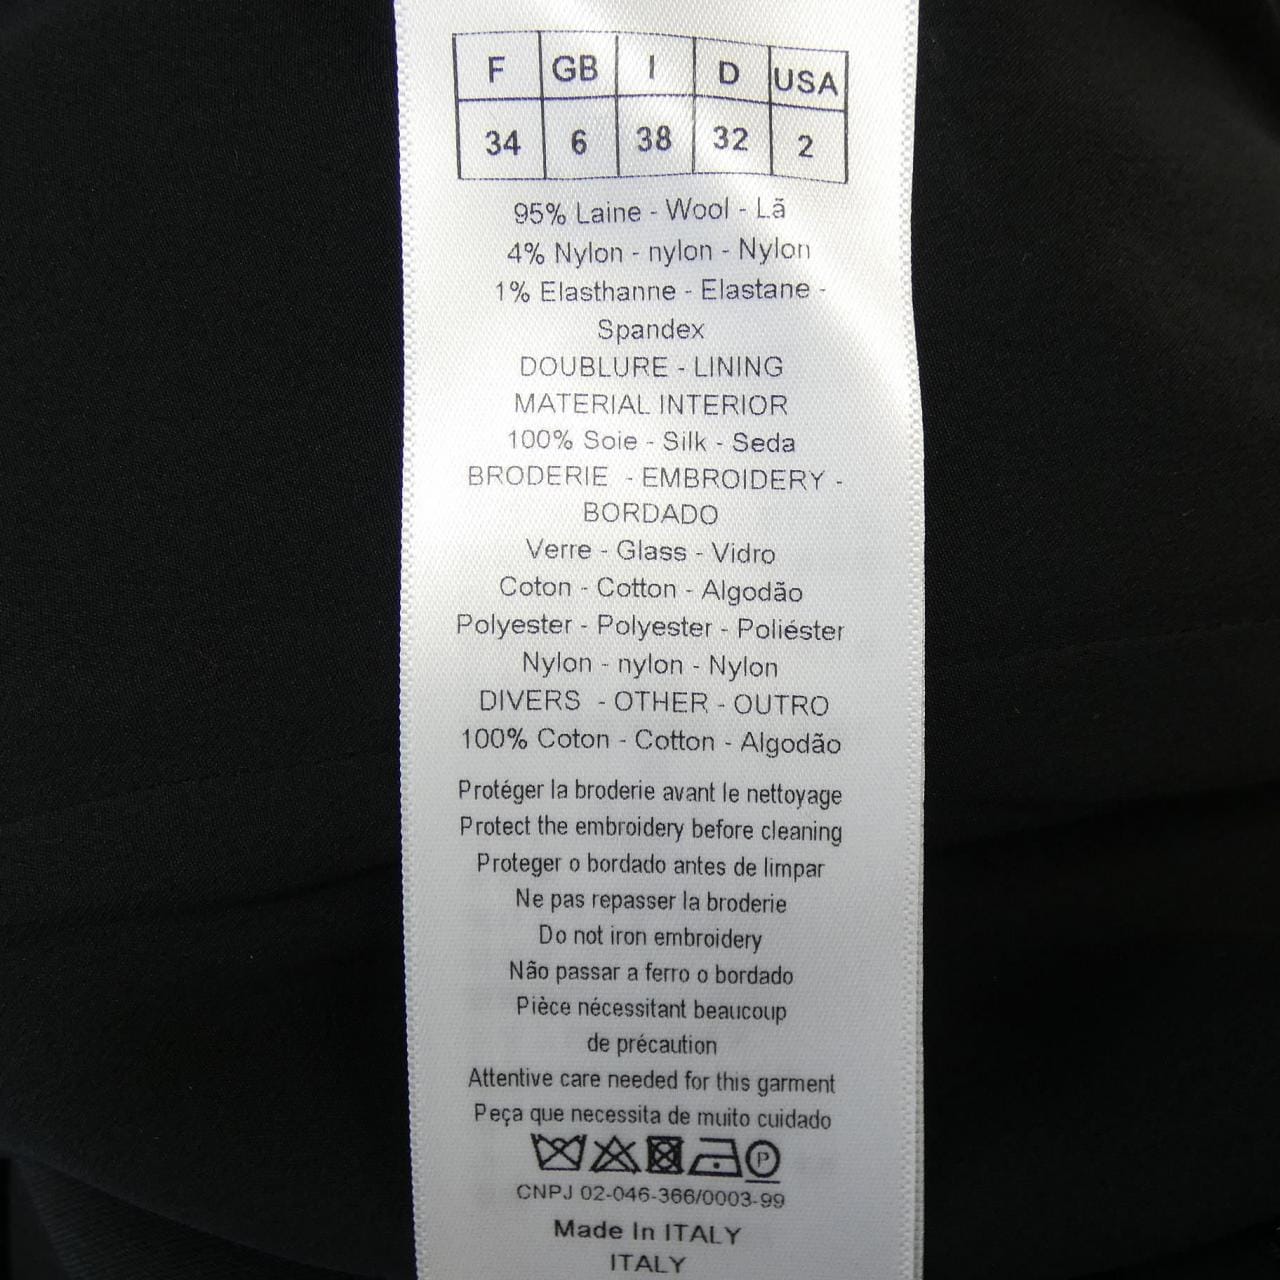 F GB I D USA
34 6 38 32 2
95% Laine - Wool - Lã
4% Nylon - nylon - Nylon
1% Elasthanne - Elastane -
Spandex
DOUBLURE - LINING
MATERIAL INTERIOR
100% Soie - Silk - Seda
BRODERIE - EMBROIDERY -
BORDADO
Verre - Glass - Vidro
Coton - Cotton - Algodão
Polyester - Polyester - Poliéster
Nylon - nylon - Nylon
DIVERS - OTHER - OUTRO
100% Coton - Cotton - Algodão
Protéger la broderie avant le nettoyage
Protect the embroidery before cleaning
Proteger o bordado antes de limpar
Ne pas repasser la broderie
Do not iron embroidery
Não passar a ferro o bordado
Pièce nécessitant beaucoup
de précaution
Attentive care needed for this garment
Peça que necessita de muito cuidado
P
CNPJ 02-046-366/0003-99
Made In ITALY
ITALY